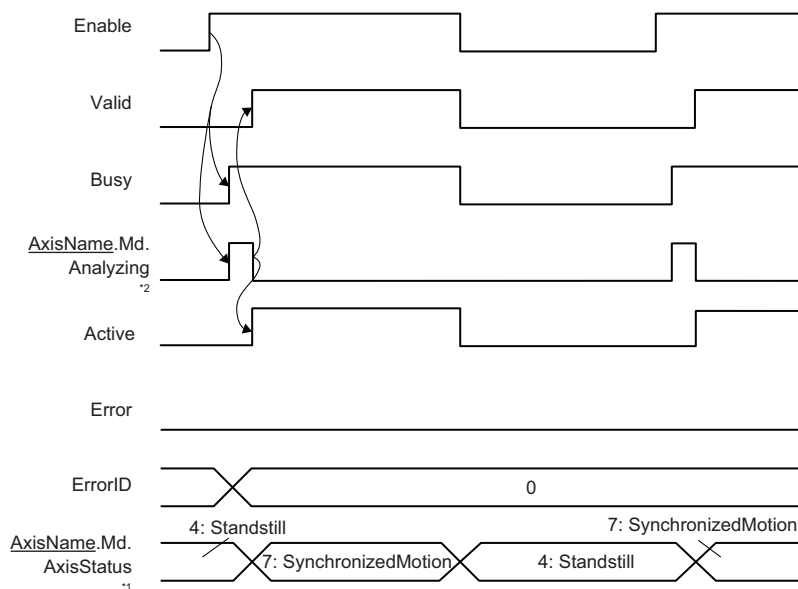 Enable
Valid
Busy
AxisName.Md.
Analyzing
*2
Active
Error
ErrorID
0
4: Standstill
7: SynchronizedMotion
AxisName.Md.
AxisStatus
*1
7: SynchronizedMotion
4: Standstill